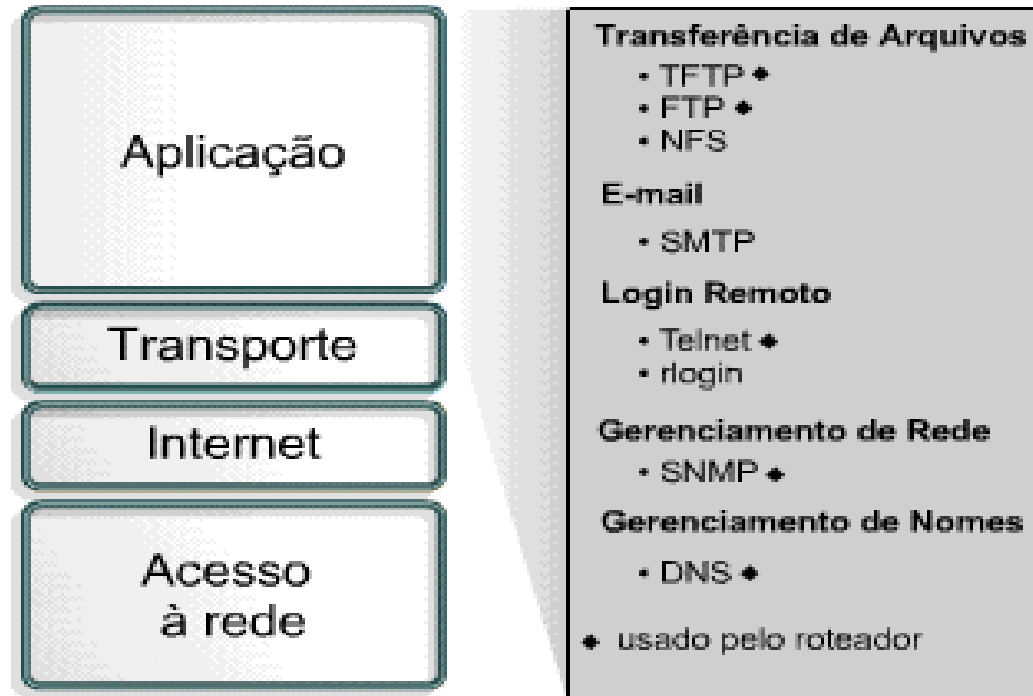 Aplicação
Transporte
Internet
Acesso
à rede
Transferência de Arquivos
• TFTP ◆
• FTP ◆
• NFS
E-mail
• SMTP
Login Remoto
• Telnet ◆
• rlogin
Gerenciamento de Rede
• SNMP ◆
Gerenciamento de Nomes
• DNS ◆
◆ usado pelo roteador